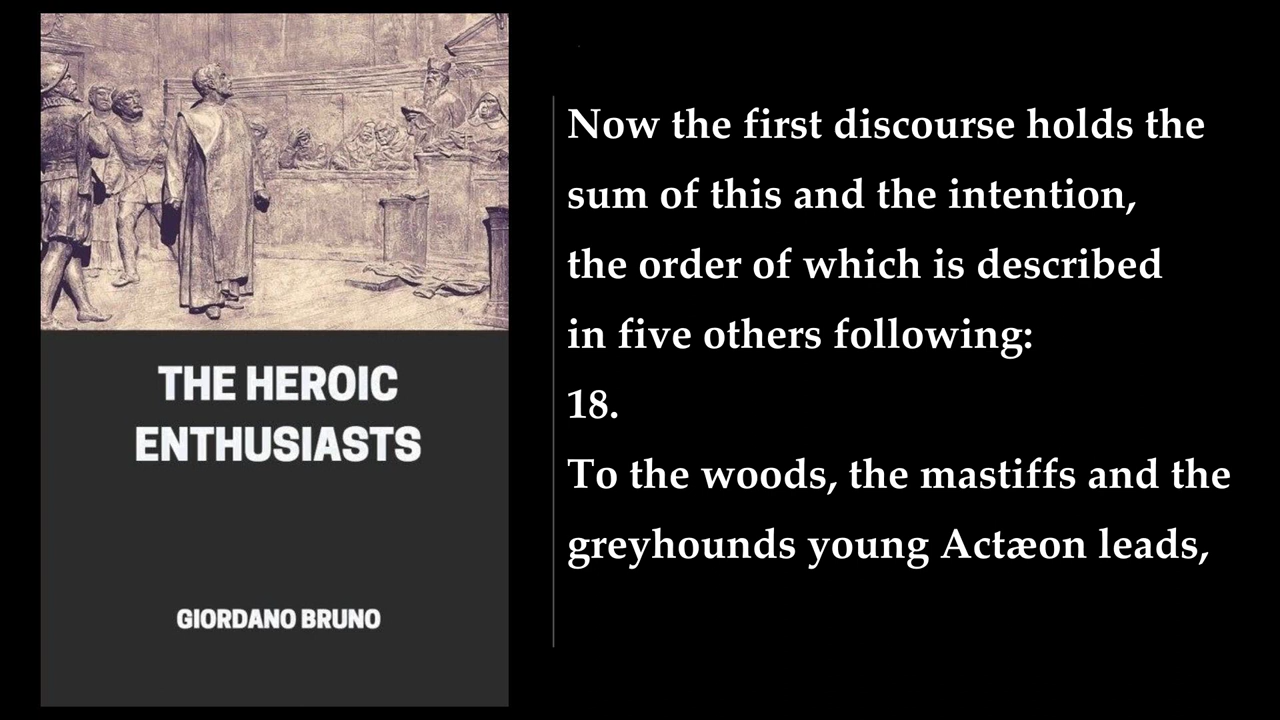 THE HEROIC
ENTHUSIASTS
GIORDANO BRUNO
Now the first discourse holds the
sum of this and the intention,
the order of which is described
in five others following:
18.
To the woods, the mastiffs and the
greyhounds young Actæon leads,